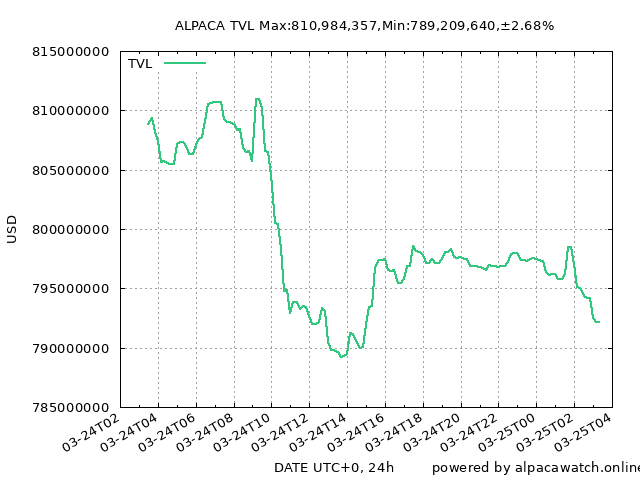 ALPACA TVL Max:810,984,357,Min:789,209,640,±2.68%
TVL
815000000
810000000
805000000
800000000
795000000
790000000
785000000
USD
03-24T02
03-24T04
03-24T06
03-24T08
03-24T10
03-24T12
03-24T14
03-24T16
03-24T18
03-24T20
03-24T22
03-25T00
03-25T02
03-25T04
DATE UTC+0, 24h
powered by alpacawatch.online